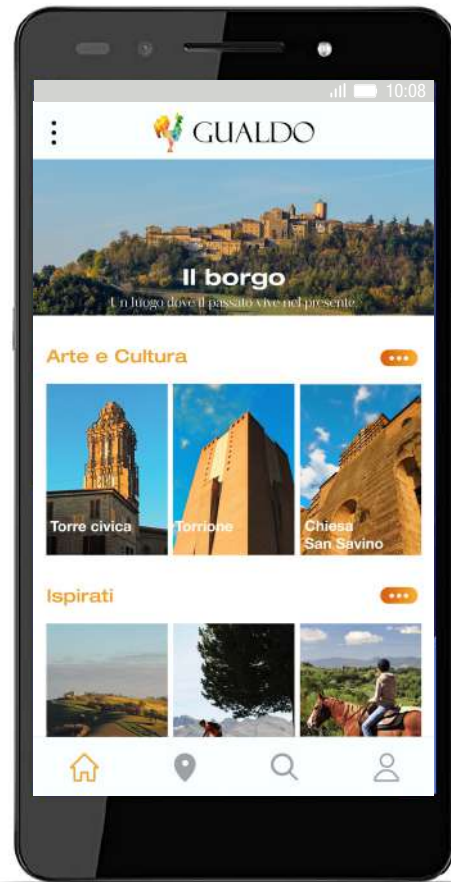 10:08
GUALDO
Il borgo
Un luogo dove il passato vive nel presente
Arte e Cultura
Torre civica
Torrione
Chiesa
San Savino
Ispirati